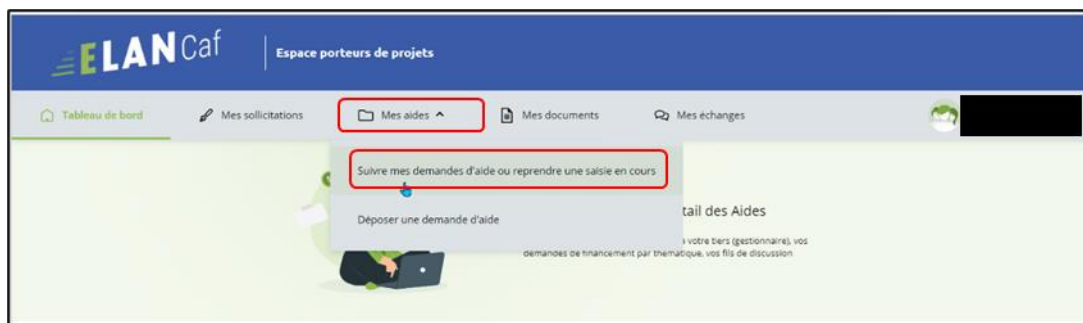 ELAN Caf
Espace porteurs de projets
Tableau de bord
Mes sollicitations
Mes aides
Mes documents
Mes échanges
Suivre mes demandes d'aide ou reprendre une saisie en cours
Déposer une demande d'aide
tail des Aides
à votre tiers (gestionnaire), vos
demandes de financement par thématique, vos fils de discussion